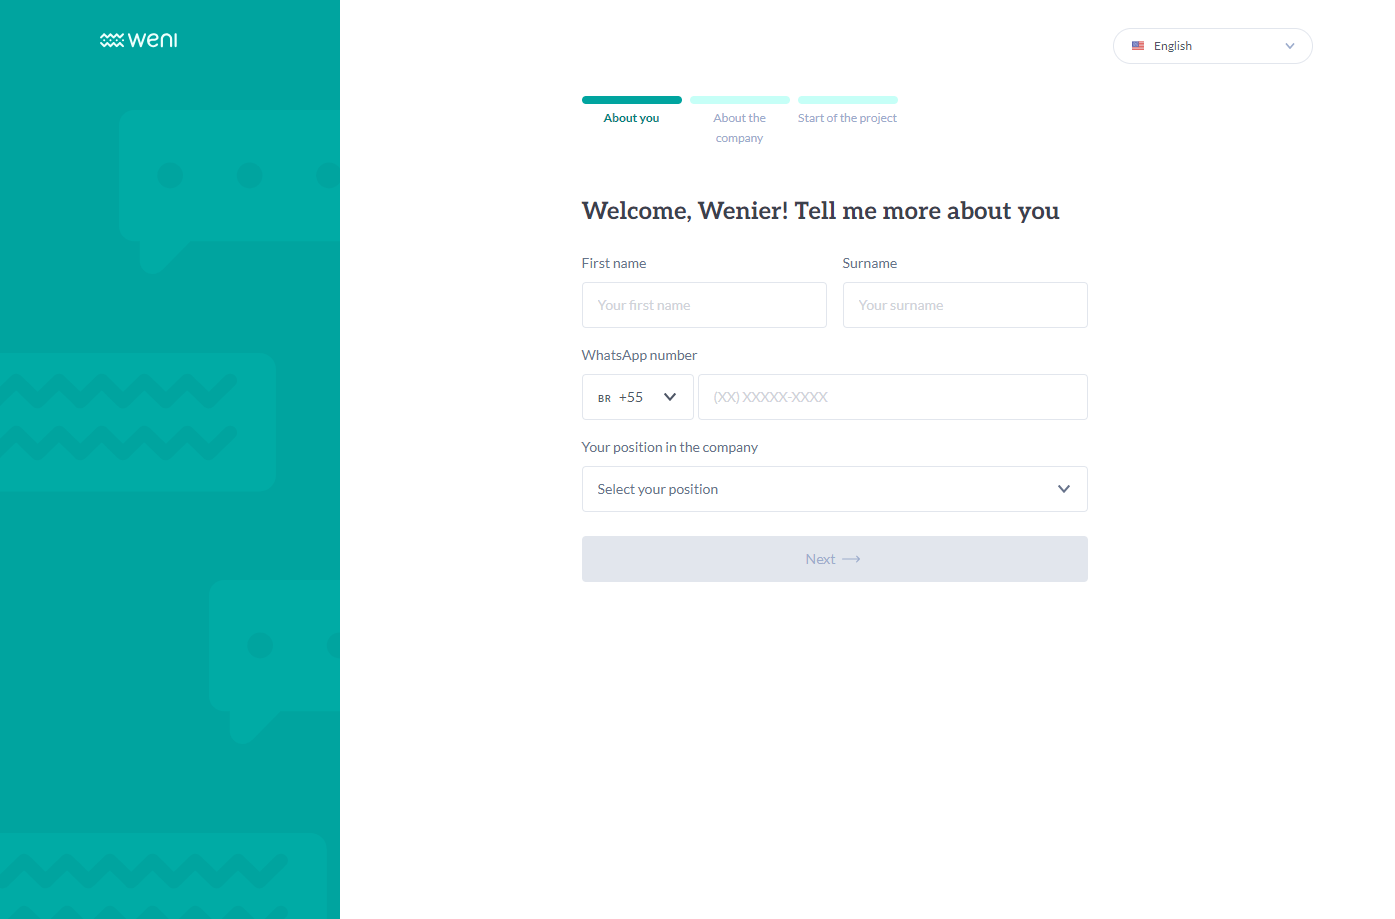 weni
English
About you
About the
company
Start of the project
Welcome, Wenier! Tell me more about you
First name
Surname
Your first name
Your surname
WhatsApp number
BR +55
(XX) XXXXX-XXXX
Your position in the company
Select your position
Next